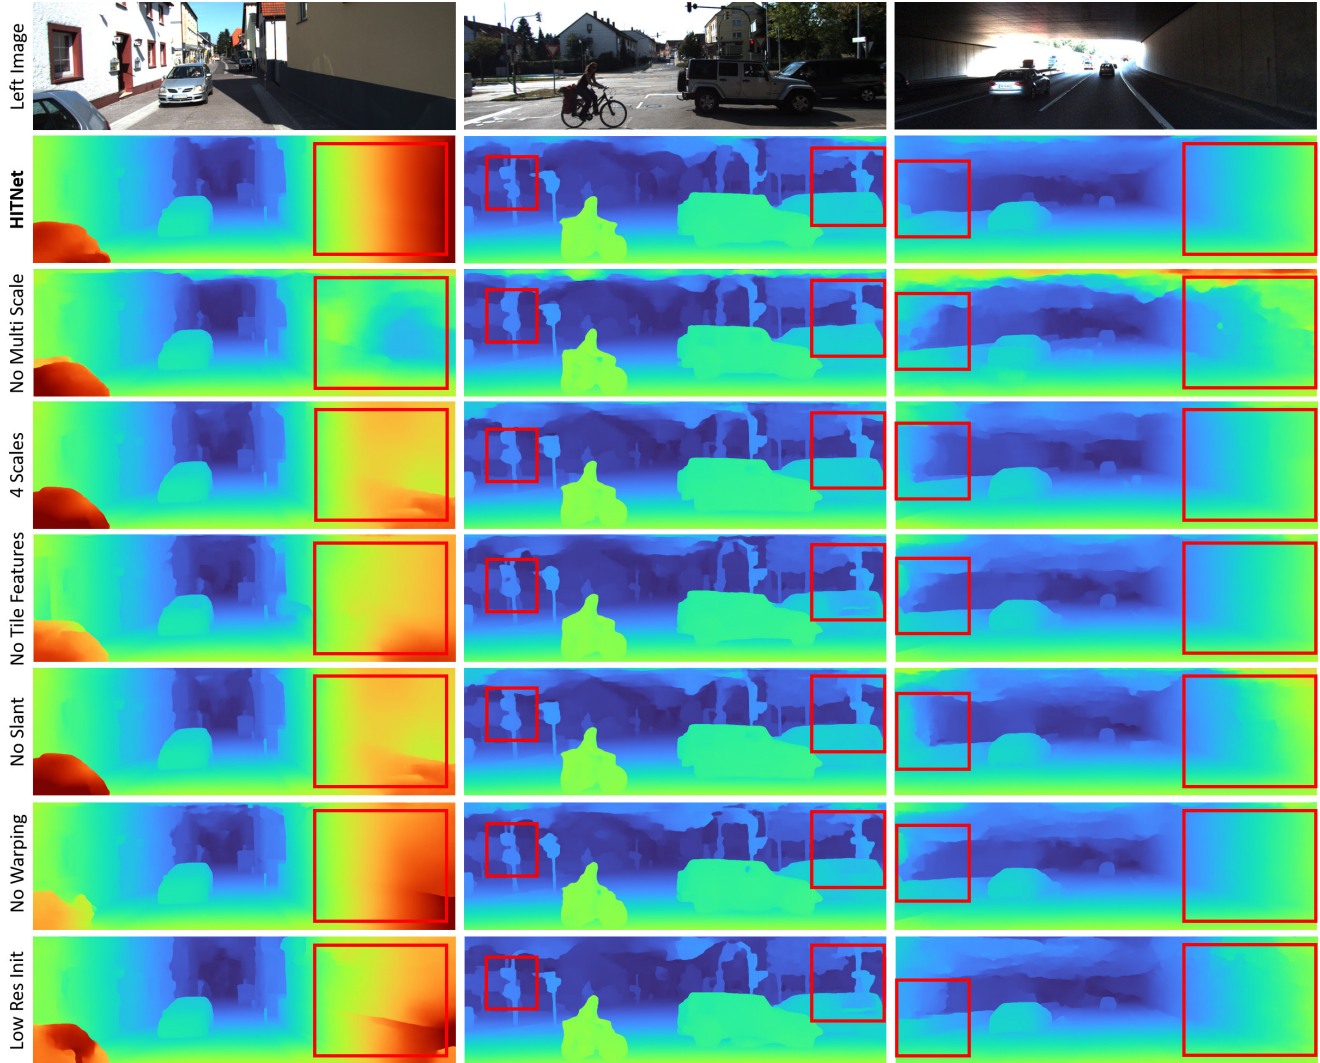 Left Image
HITNet
No Multi Scale
4 Scales
No Tile Features
No Slant
No Warping
Low Res Init